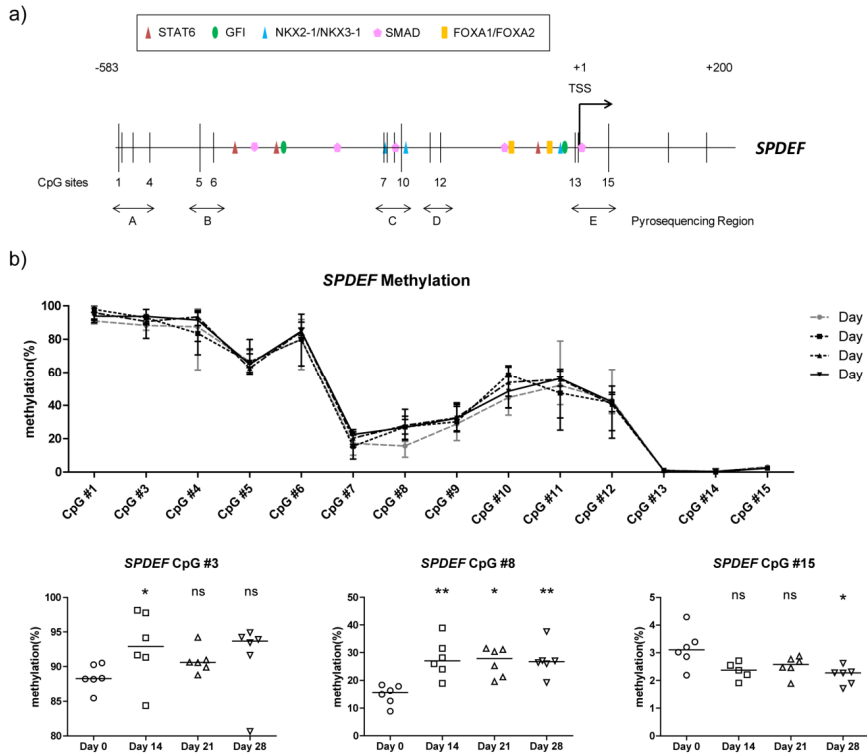 a)
STAT6 GFI NKX2-1/NKX3-1 SMAD FOXA1/FOXA2
-583 +1 +200
TSS
SPDEF
CpG sites 1 4 5 6 7 10 12 13 15
A B C D E Pyrosequencing Region
b)
SPDEF Methylation
methylation(%)
100
80
60
40
20
0
Day
Day
Day
Day
CpG #1 CpG #3 CpG #4 CpG #5 CpG #6 CpG #7 CpG #8 CpG #9 CpG #10 CpG #11 CpG #12 CpG #13 CpG #14 CpG #15
SPDEF CpG #3
methylation(%)
100
95
90
85
80
* ns ns
Day 0 Day 14 Day 21 Day 28
SPDEF CpG #8
methylation(%)
50
40
30
20
10
0
** * **
Day 0 Day 14 Day 21 Day 28
SPDEF CpG #15
methylation(%)
5
4
3
2
1
0
ns ns *
Day 0 Day 14 Day 21 Day 28